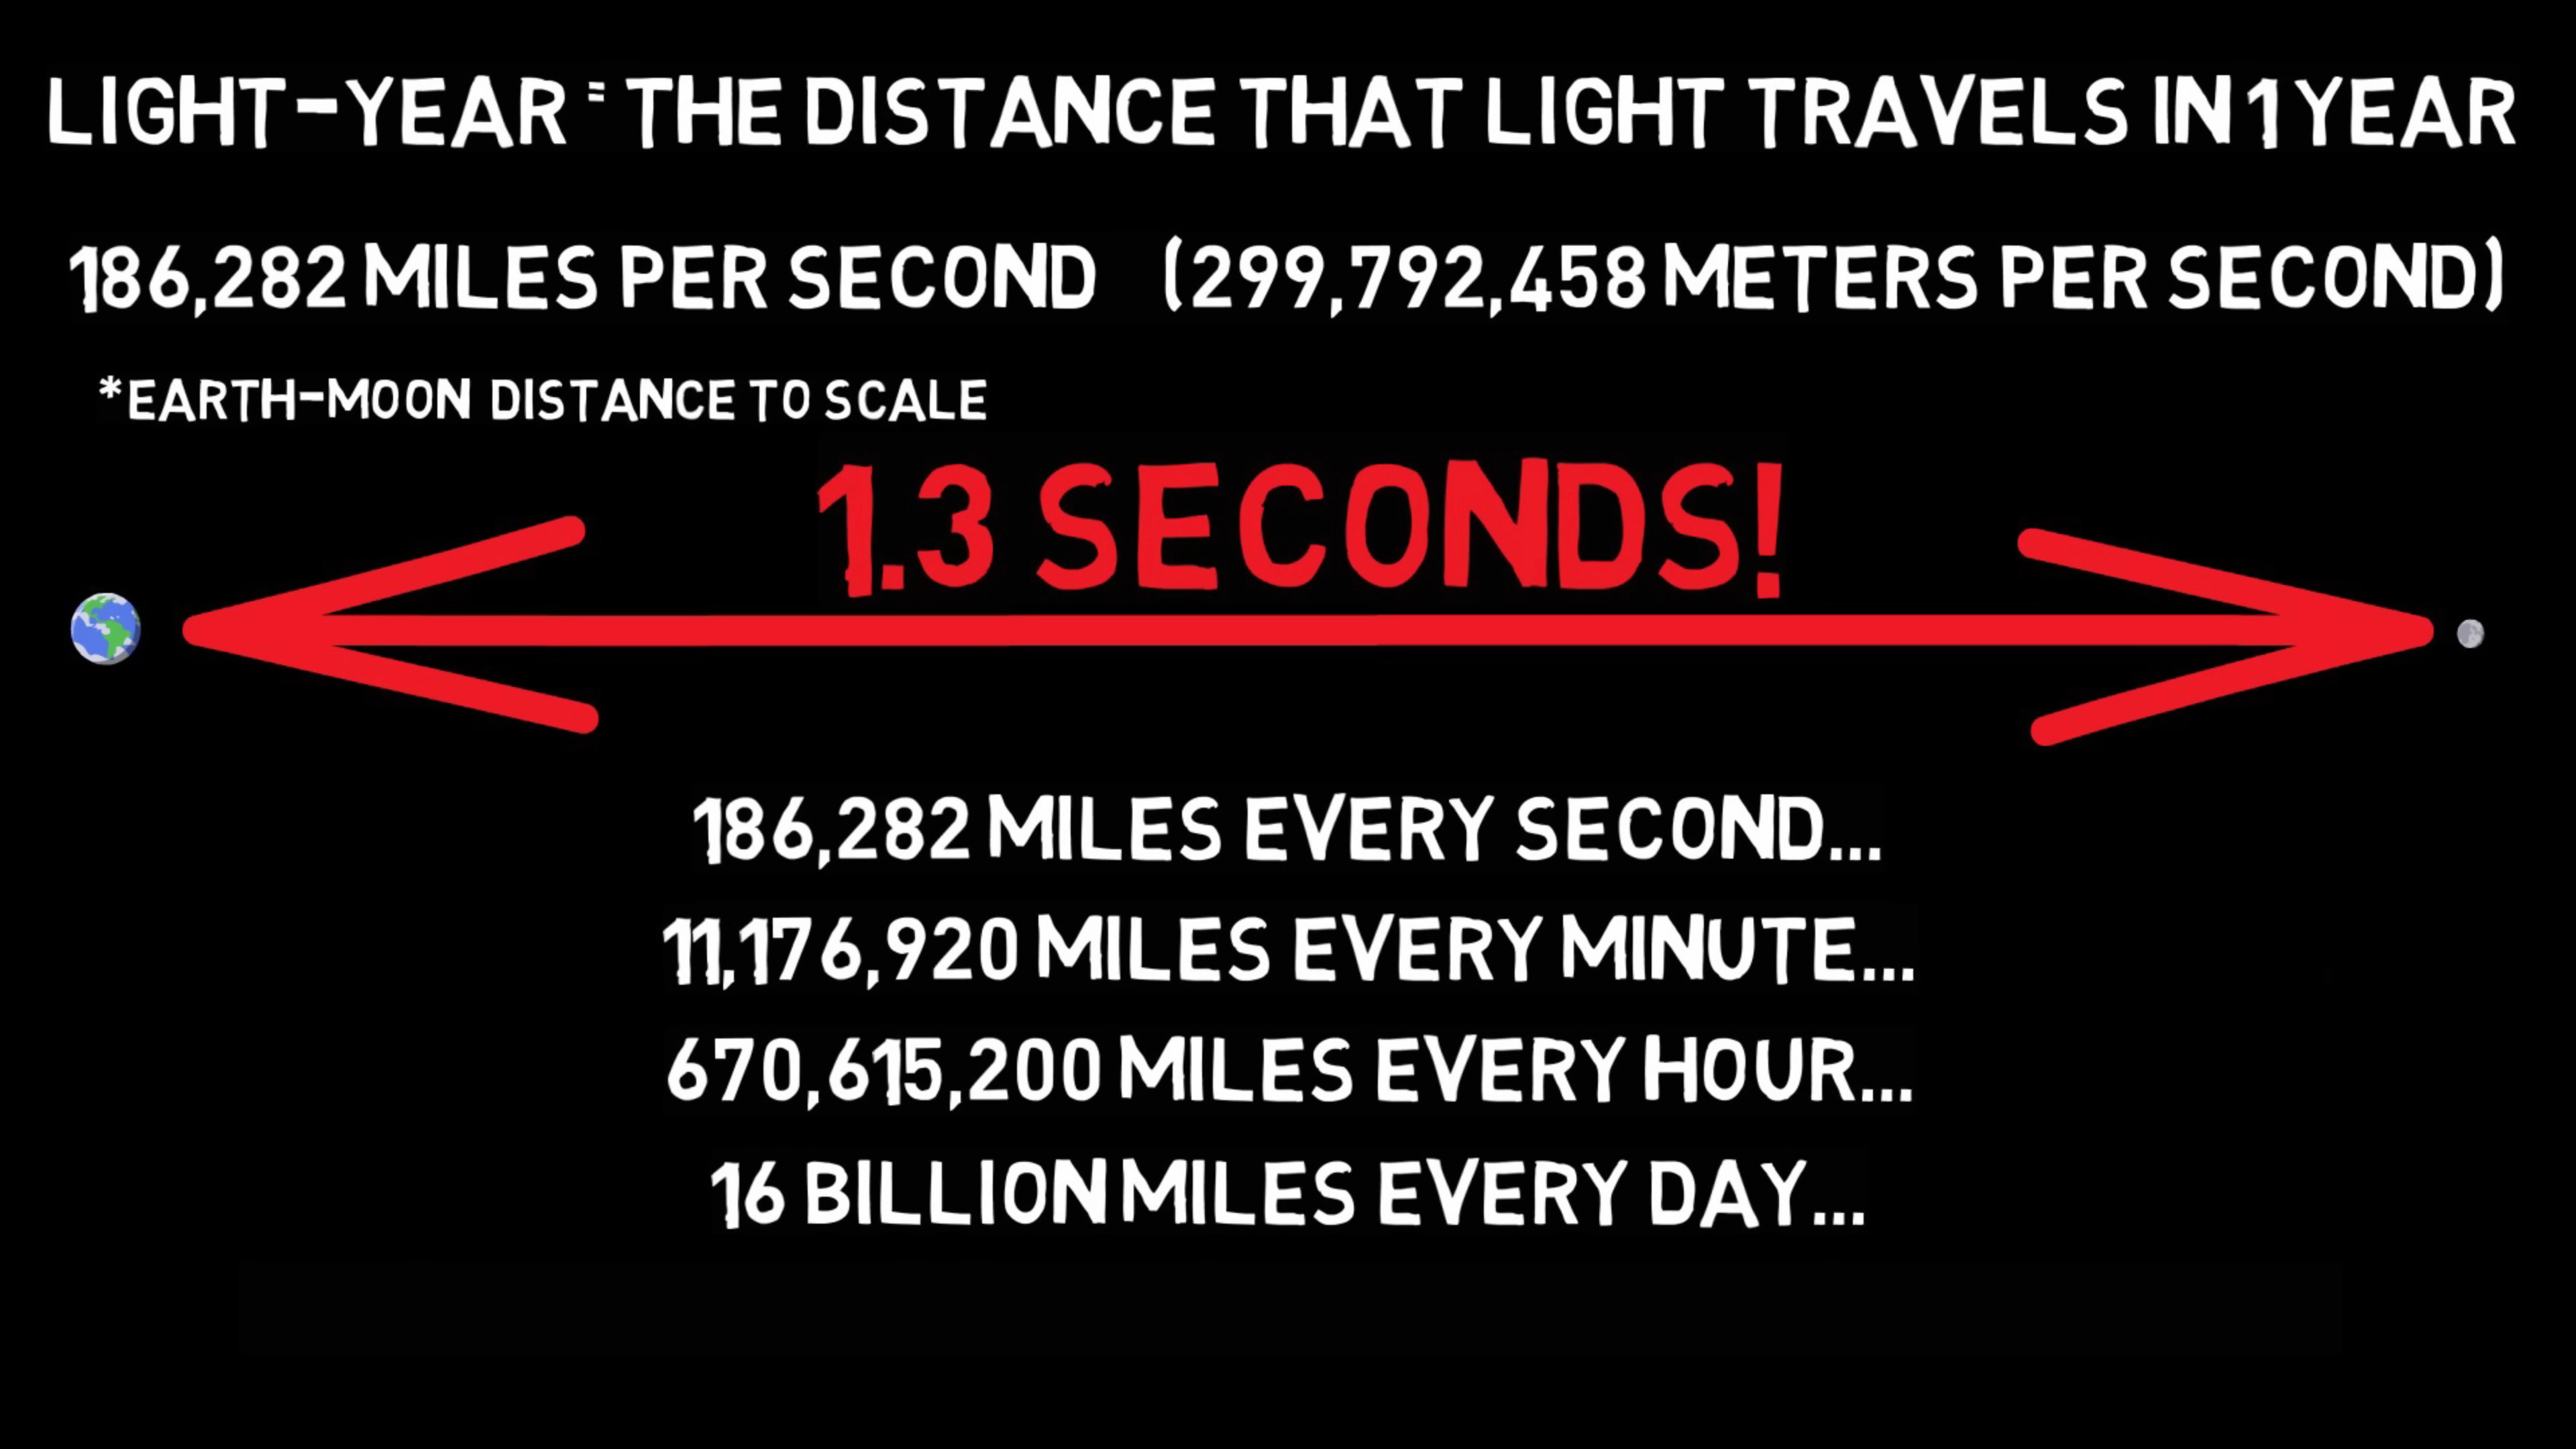 LIGHT-YEAR = THE DISTANCE THAT LIGHT TRAVELS IN 1 YEAR
186,282 MILES PER SECOND (299,792,458 METERS PER SECOND)
*EARTH-MOON DISTANCE TO SCALE
1.3 SECONDS!
186,282 MILES EVERY SECOND...
11,176,920 MILES EVERY MINUTE...
670,615,200 MILES EVERY HOUR...
16 BILLION MILES EVERY DAY...